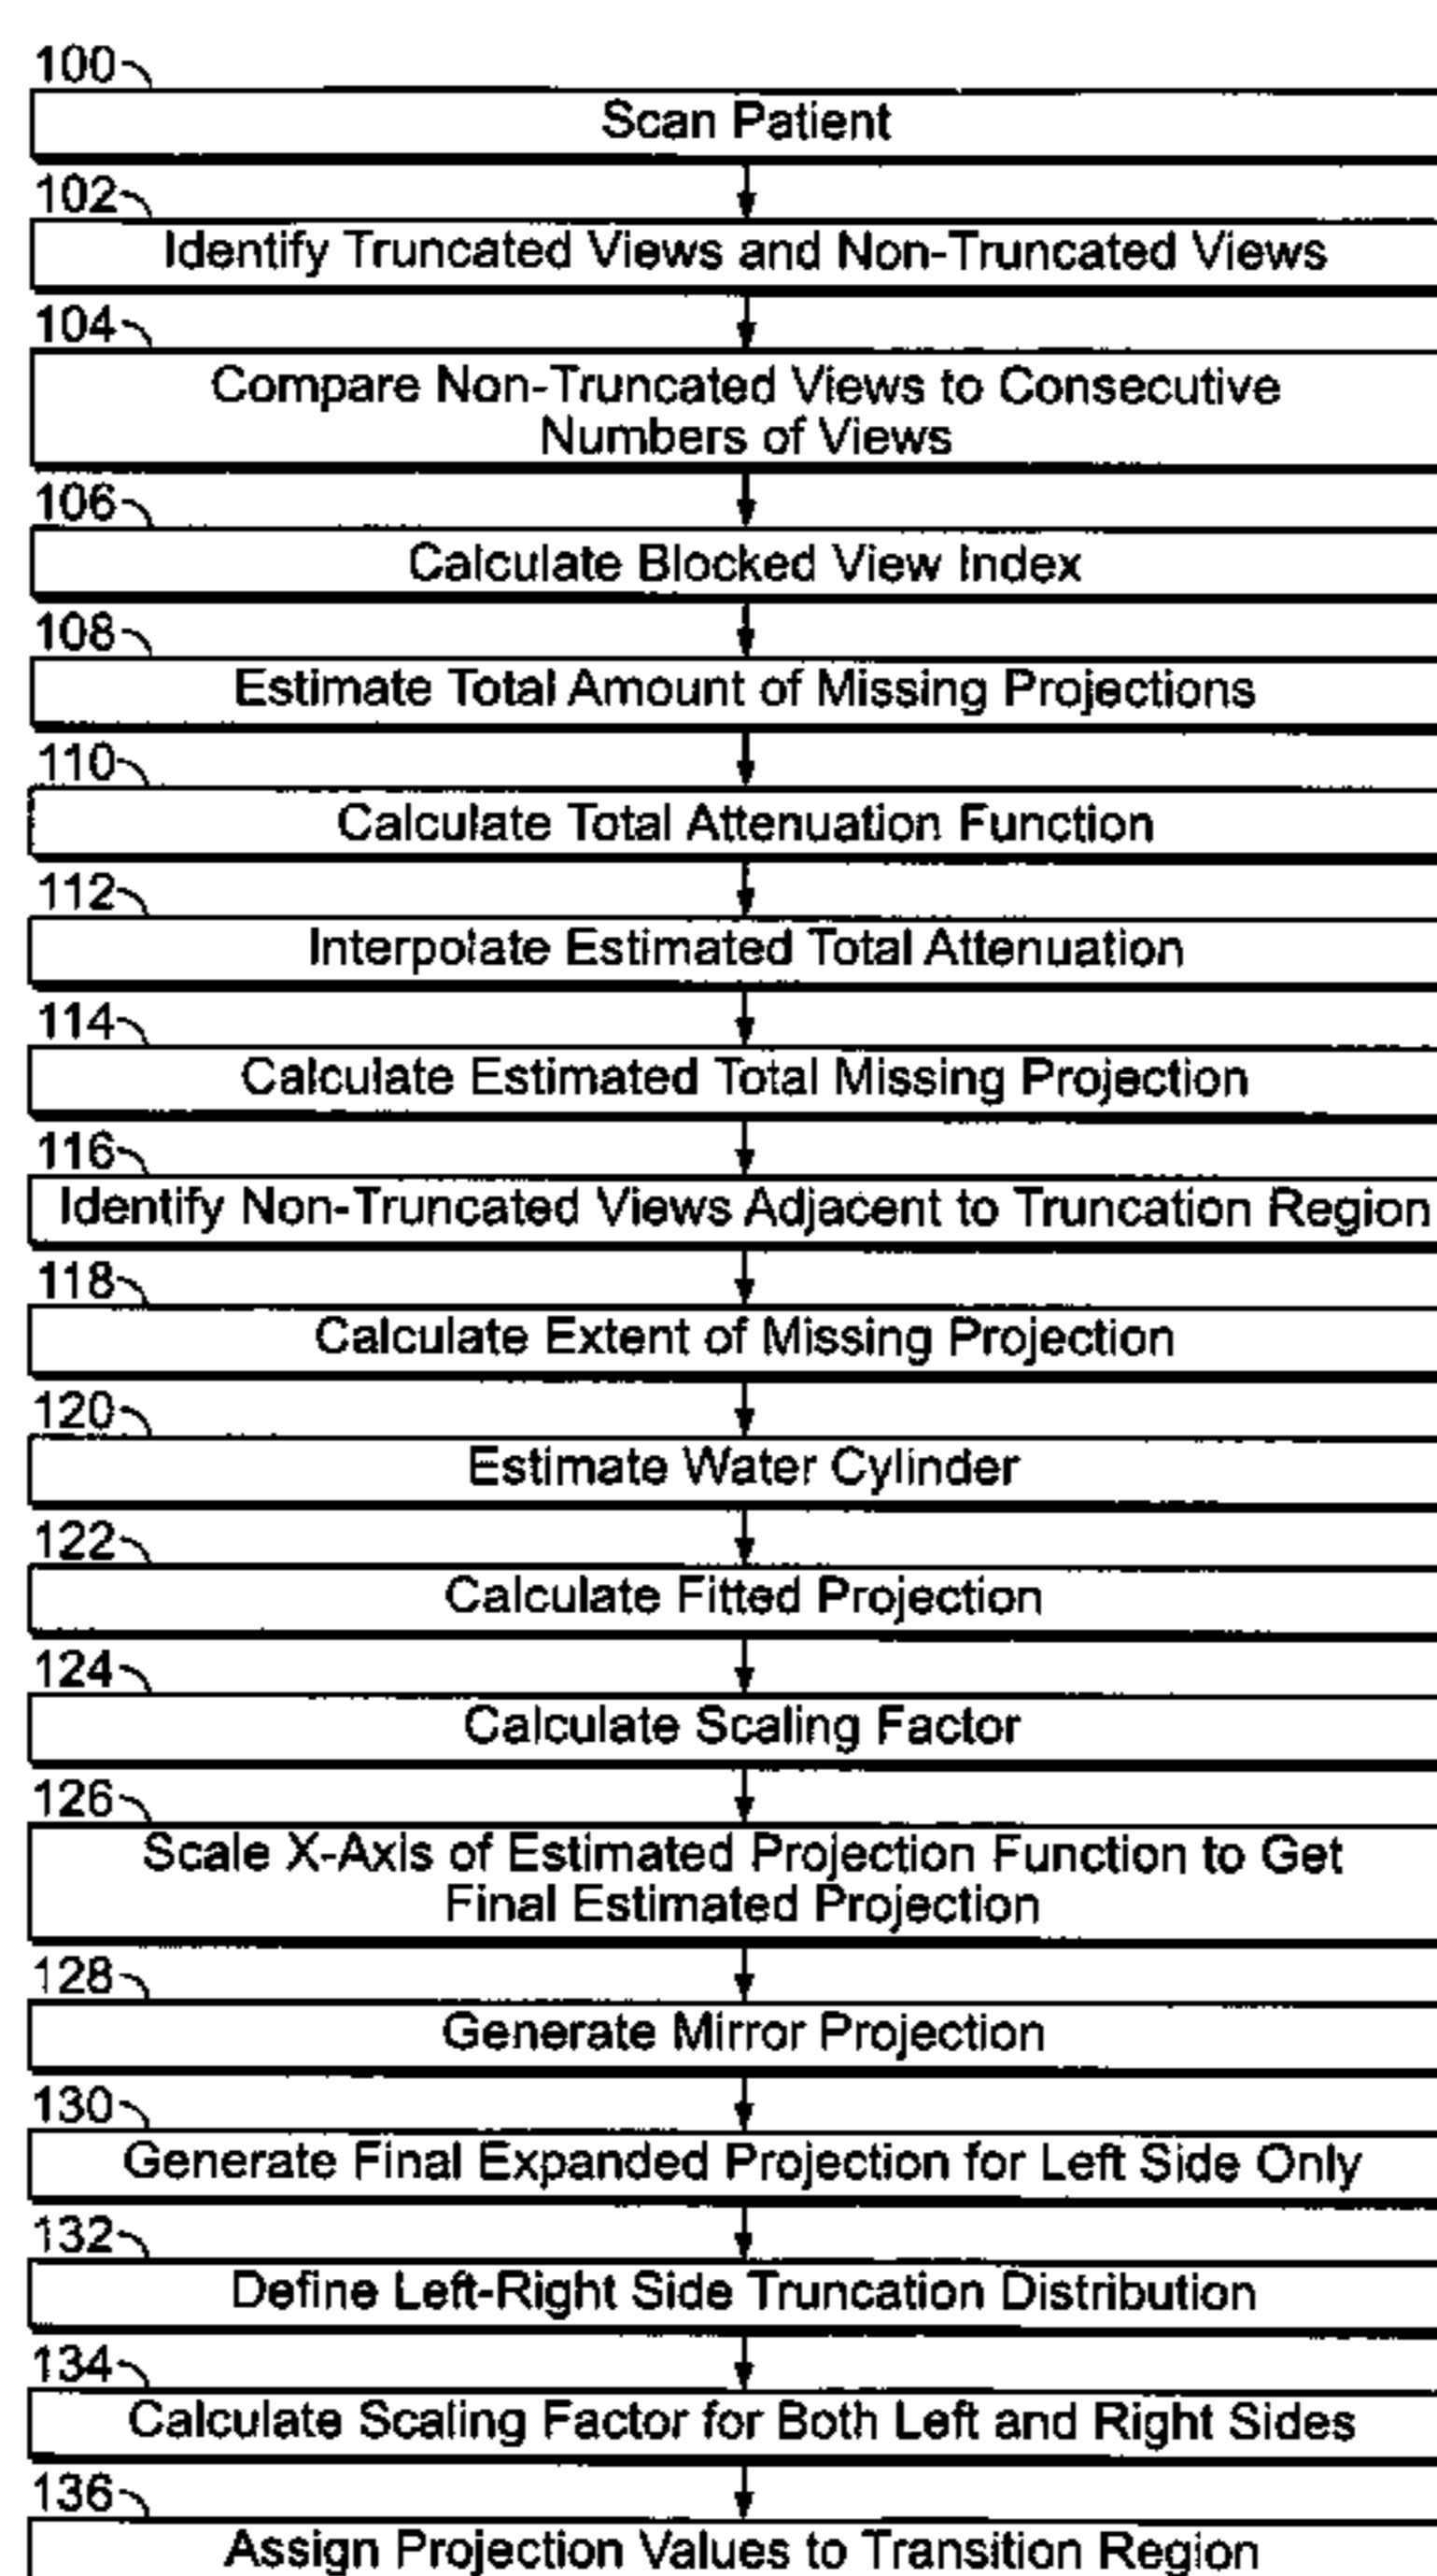 100
Scan Patient
102
Identify Truncated Views and Non-Truncated Views
104
Compare Non-Truncated Views to Consecutive
Numbers of Views
106
Calculate Blocked View Index
108
Estimate Total Amount of Missing Projections
110
Calculate Total Attenuation Function
112
Interpolate Estimated Total Attenuation
114
Calculate Estimated Total Missing Projection
116
Identify Non-Truncated Views Adjacent to Truncation Region
118
Calculate Extent of Missing Projection
120
Estimate Water Cylinder
122
Calculate Fitted Projection
124
Calculate Scaling Factor
126
Scale X-Axis of Estimated Projection Function to Get
Final Estimated Projection
128
Generate Mirror Projection
130
Generate Final Expanded Projection for Left Side Only
132
Define Left-Right Side Truncation Distribution
134
Calculate Scaling Factor for Both Left and Right Sides
136
Assign Projection Values to Transition Region